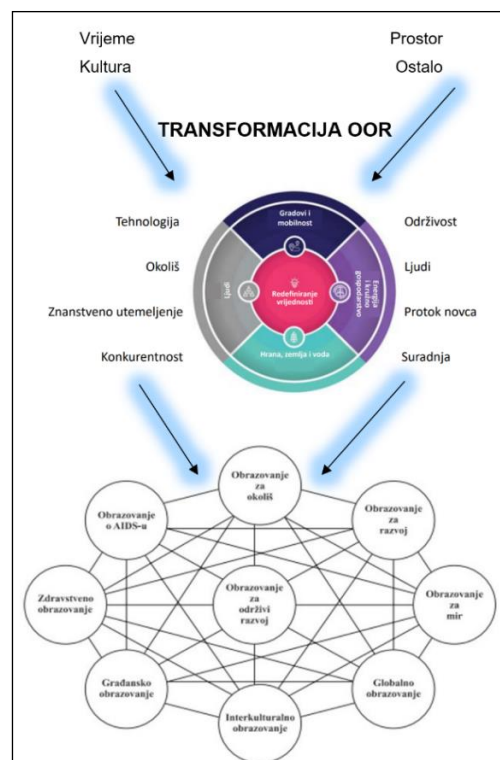 Vrijeme
Prostor
Kultura
Ostalo
TRANSFORMACIJA OOR
Tehnologija
Okoliš
Znanstveno utemeljenje
Konkurentnost
Gradovi i
mobilnost
Ljudi
Redefiniranje
vrijednosti
Energija
i kružno
gospodarstvo
Hrana, zemlja i voda
Održivost
Ljudi
Protok novca
Suradnja
Obrazovanje
za
okoliš
Obrazovanje
o AIDS-u
Obrazovanje
za
razvoj
Zdravstveno
obrazovanje
Obrazovanje
za
održivi
razvoj
Obrazovanje
za
mir
Građansko
obrazovanje
Globalno
obrazovanje
Interkulturalno
obrazovanje